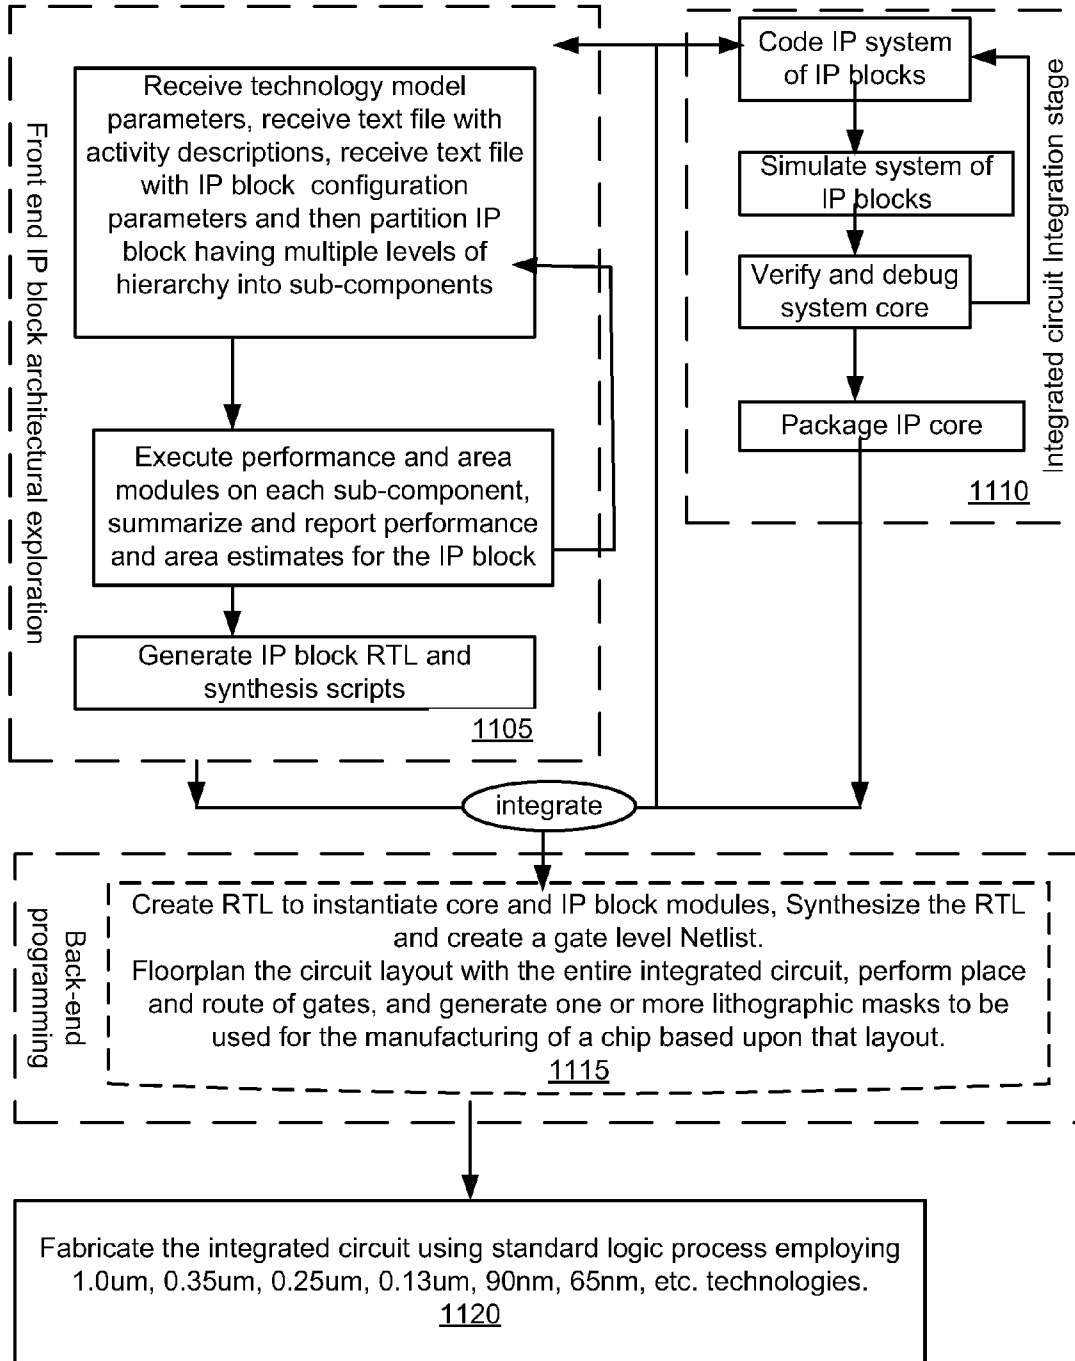 Front end IP block architectural exploration
Receive technology model
parameters, receive text file with
activity descriptions, receive text file
with IP block configuration
parameters and then partition IP
block having multiple levels of
hierarchy into sub-components
Execute performance and area
modules on each sub-component,
summarize and report performance
and area estimates for the IP block
Generate IP block RTL and
synthesis scripts
1105
Code IP system
of IP blocks
Simulate system of
IP blocks
Verify and debug
system core
Package IP core
1110
Integrated circuit Integration stage
integrate
Back-end
programming
Create RTL to instantiate core and IP block modules, Synthesize the RTL
and create a gate level Netlist.
Floorplan the circuit layout with the entire integrated circuit, perform place
and route of gates, and generate one or more lithographic masks to be
used for the manufacturing of a chip based upon that layout.
1115
Fabricate the integrated circuit using standard logic process employing
1.0um, 0.35um, 0.25um, 0.13um, 90nm, 65nm, etc. technologies.
1120